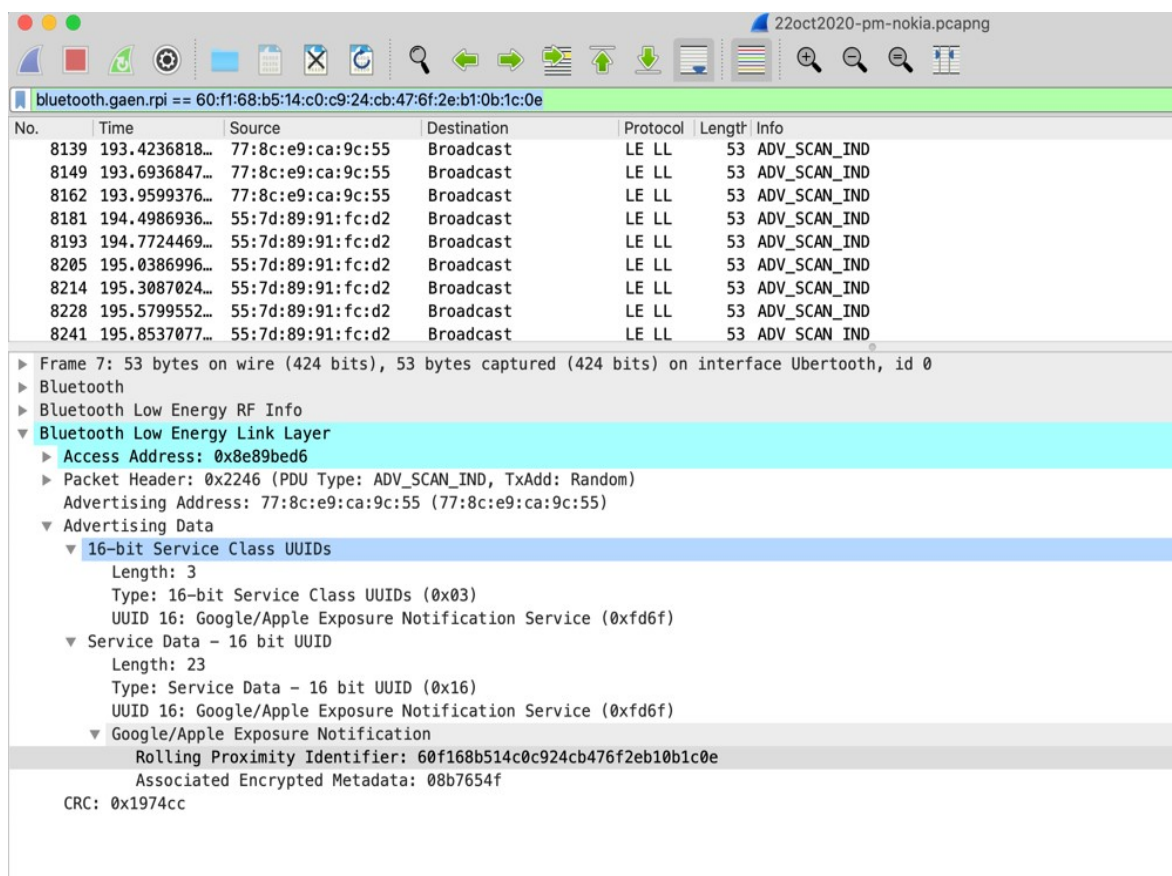 22oct2020-pm-nokia.pcapng
bluetooth.gaen.rpi == 60:f1:68:b5:14:c0:c9:24:cb:47:6f:2e:b1:0b:1c:0e
No. Time Source Destination Protocol Length Info
8139 193.4236818… 77:8c:e9:ca:9c:55 Broadcast LE LL 53 ADV_SCAN_IND
8149 193.6936847… 77:8c:e9:ca:9c:55 Broadcast LE LL 53 ADV_SCAN_IND
8162 193.9599376… 77:8c:e9:ca:9c:55 Broadcast LE LL 53 ADV_SCAN_IND
8181 194.4986936… 55:7d:89:91:fc:d2 Broadcast LE LL 53 ADV_SCAN_IND
8193 194.7724469… 55:7d:89:91:fc:d2 Broadcast LE LL 53 ADV_SCAN_IND
8205 195.0386996… 55:7d:89:91:fc:d2 Broadcast LE LL 53 ADV_SCAN_IND
8214 195.3087024… 55:7d:89:91:fc:d2 Broadcast LE LL 53 ADV_SCAN_IND
8228 195.5799552… 55:7d:89:91:fc:d2 Broadcast LE LL 53 ADV_SCAN_IND
8241 195.8537077… 55:7d:89:91:fc:d2 Broadcast LE LL 53 ADV_SCAN_IND
Frame 7: 53 bytes on wire (424 bits), 53 bytes captured (424 bits) on interface Ubertooth, id 0
Bluetooth
Bluetooth Low Energy RF Info
Bluetooth Low Energy Link Layer
Access Address: 0x8e89bed6
Packet Header: 0x2246 (PDU Type: ADV_SCAN_IND, TxAdd: Random)
Advertising Address: 77:8c:e9:ca:9c:55 (77:8c:e9:ca:9c:55)
Advertising Data
16-bit Service Class UUIDs
Length: 3
Type: 16-bit Service Class UUIDs (0x03)
UUID 16: Google/Apple Exposure Notification Service (0xfd6f)
Service Data - 16 bit UUID
Length: 23
Type: Service Data - 16 bit UUID (0x16)
UUID 16: Google/Apple Exposure Notification Service (0xfd6f)
Google/Apple Exposure Notification
Rolling Proximity Identifier: 60f168b514c0c924cb476f2eb10b1c0e
Associated Encrypted Metadata: 08b7654f
CRC: 0x1974cc